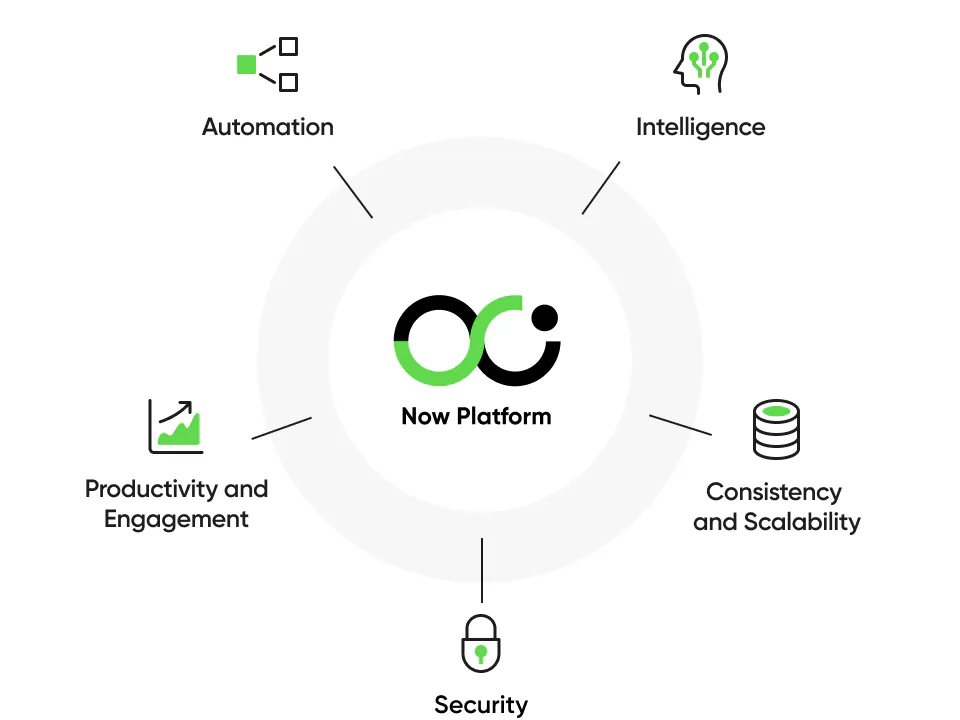 Automation
Intelligence
Now Platform
Productivity and
Engagement
Consistency
and Scalability
Security